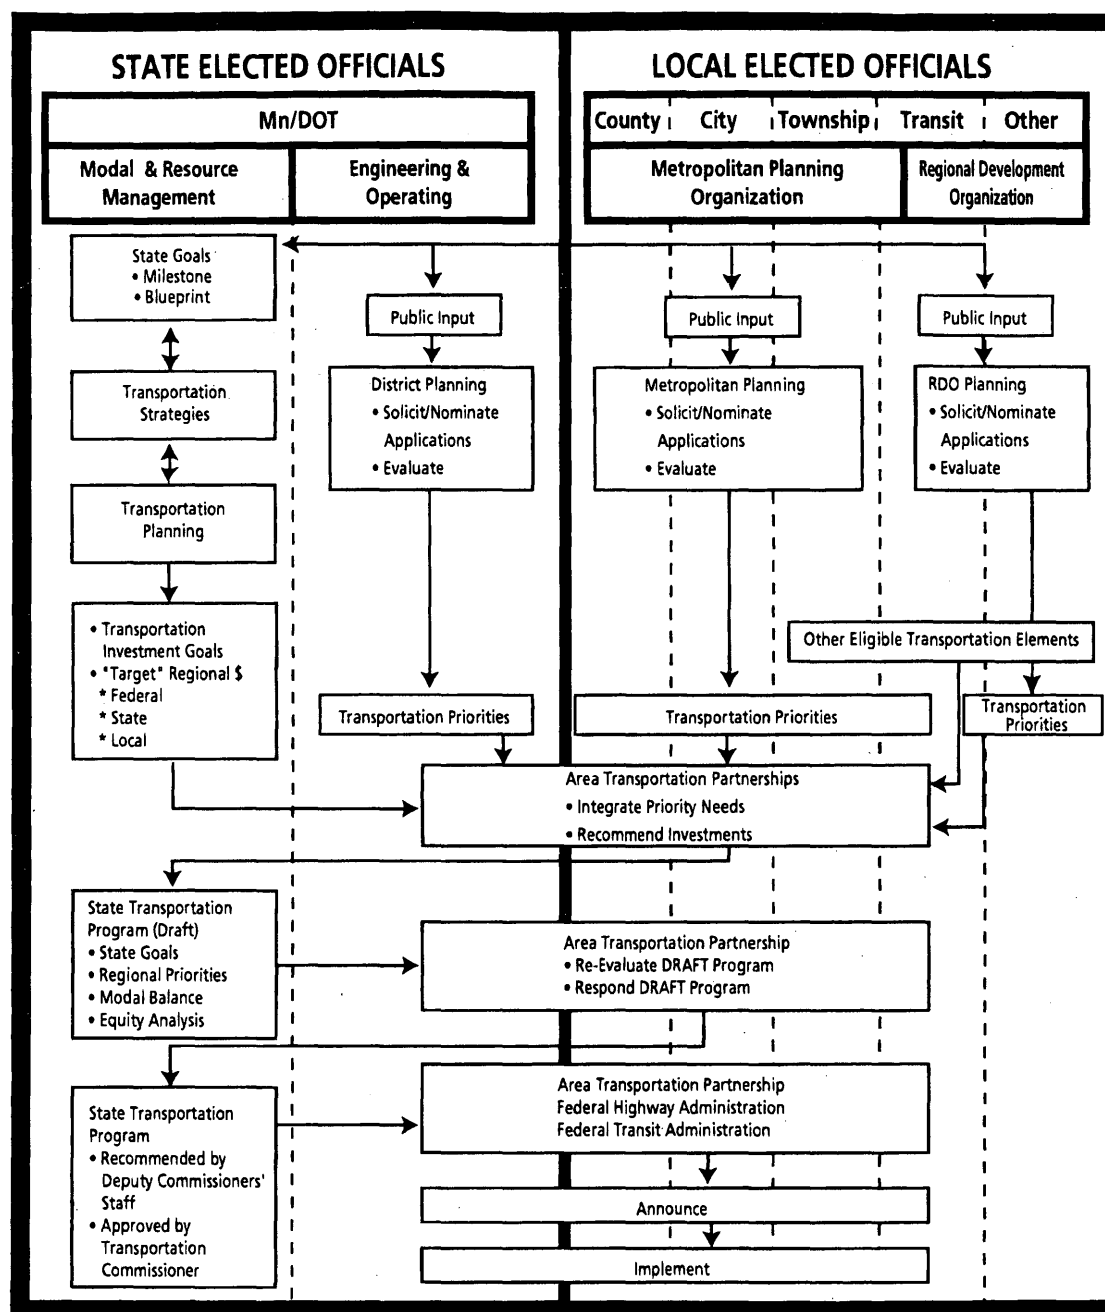 STATE ELECTED OFFICIALS
LOCAL ELECTED OFFICIALS
Mn/DOT
County
City
Township
Transit
Other
Modal & Resource
Management
Engineering &
Operating
Metropolitan Planning
Organization
Regional Development
Organization
State Goals
• Milestone
• Blueprint
Public Input
Public Input
Public Input
Transportation
Strategies
District Planning
• Solicit/Nominate
Applications
• Evaluate
Metropolitan Planning
• Solicit/Nominate
Applications
• Evaluate
RDO Planning
• Solicit/Nominate
Applications
• Evaluate
Transportation
Planning
• Transportation
Investment Goals
• "Target" Regional $
* Federal
* State
* Local
Other Eligible Transportation Elements
Transportation Priorities
Transportation Priorities
Transportation
Priorities
Area Transportation Partnerships
• Integrate Priority Needs
• Recommend Investments
State Transportation
Program (Draft)
• State Goals
• Regional Priorities
• Modal Balance
• Equity Analysis
Area Transportation Partnership
• Re-Evaluate DRAFT Program
• Respond DRAFT Program
State Transportation
Program
• Recommended by
Deputy Commissioners'
Staff
• Approved by
Transportation
Commissioner
Area Transportation Partnership
Federal Highway Administration
Federal Transit Administration
Announce
Implement